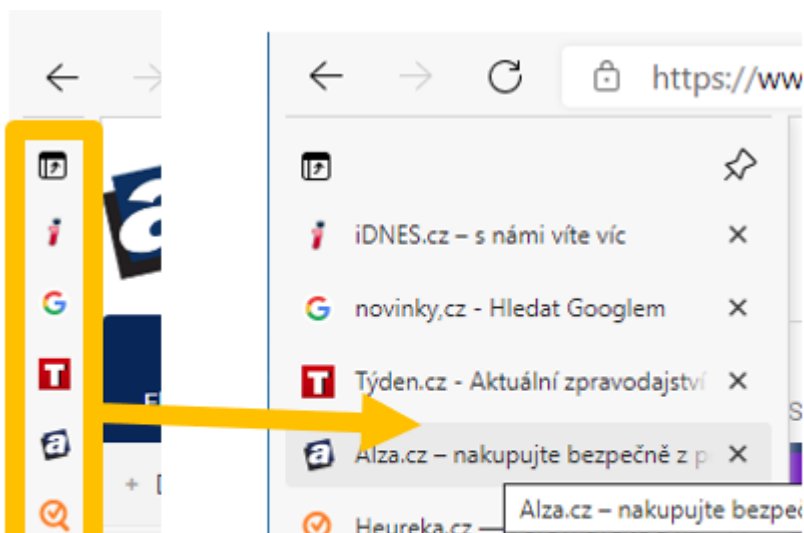 https://ww
iDNES.cz – s námi víte víc
novinky,cz - Hledat Googlem
Týden.cz - Aktuální zpravodajství
Alza.cz – nakupujte bezpečně z p
Alza.cz – nakupujte bezpeč
Heureka.cz —